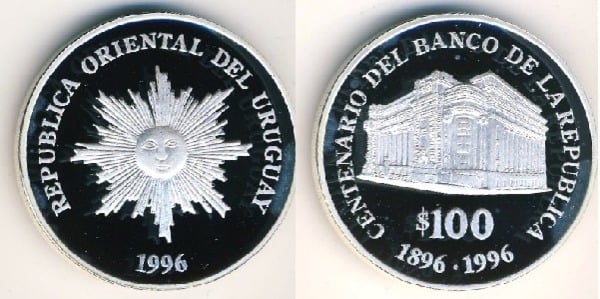 REPUBLICA ORIENTAL DEL URUGUAY
1996
CENTENARIO DEL BANCO DE LA REPUBLICA
$100
1896 · 1996